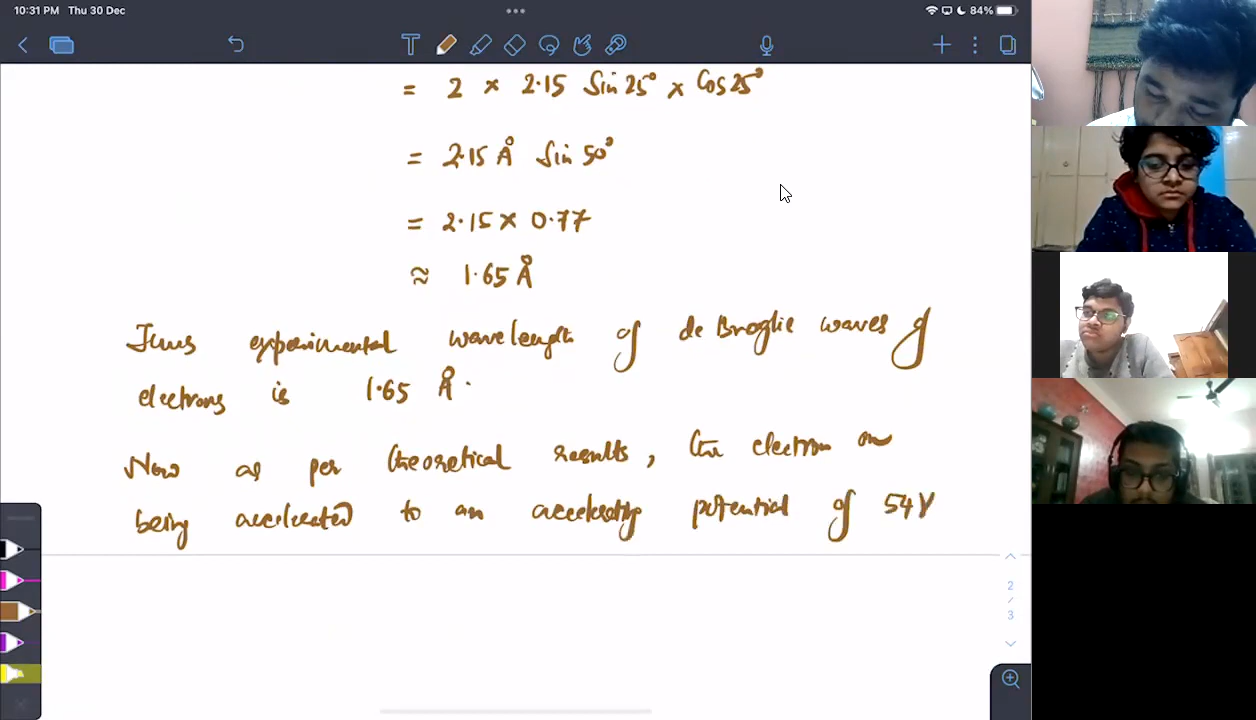 10:31 PM Thu 30 Dec
84%
= 2 × 2.15 Sin 25° × Cos 25°
= 2.15 Å Sin 50°
= 2.15 × 0.77
≈ 1.65 Å
Thus experimental wavelength of de Broglie waves of
electrons is 1.65 Å.
Now as per theoretical results, the electron on
being accelerated to an accelerating potential of 54V
2
/
3